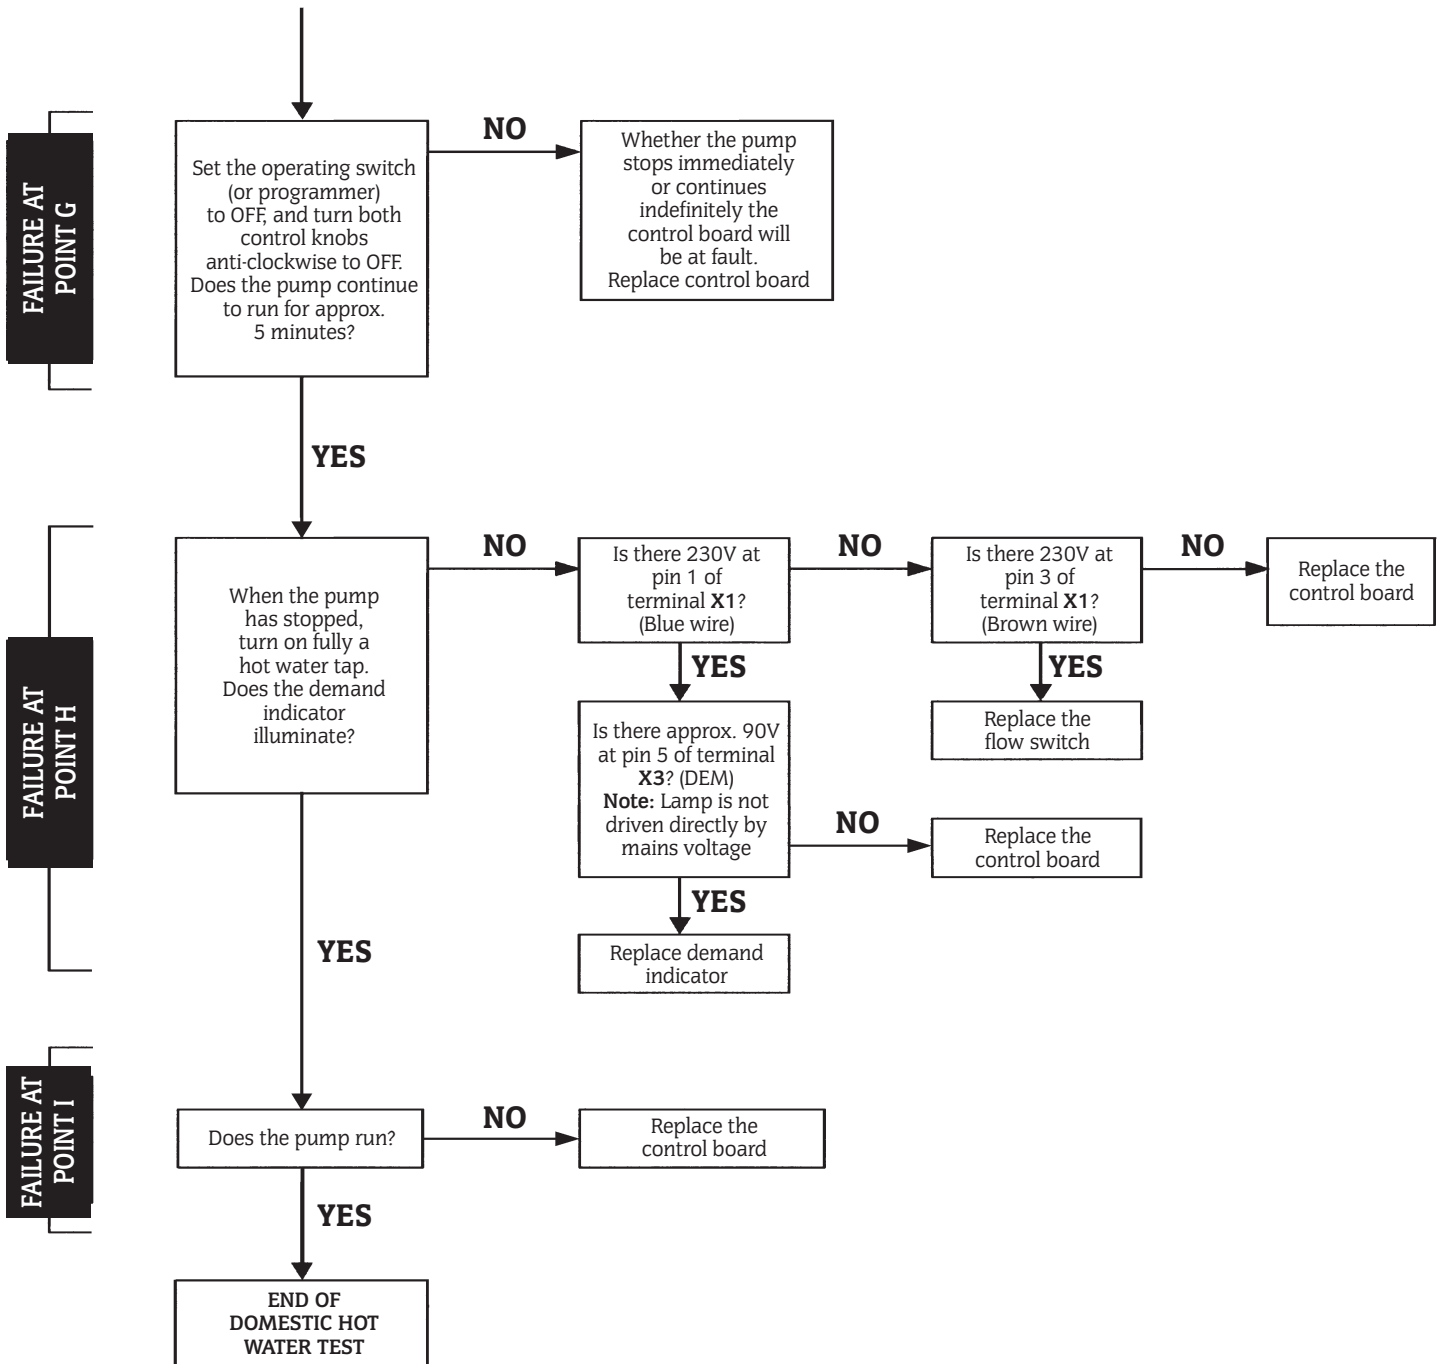 FAILURE AT
POINT G
Set the operating switch
(or programmer)
to OFF, and turn both
control knobs
anti-clockwise to OFF.
Does the pump continue
to run for approx.
5 minutes?
NO
Whether the pump
stops immediately
or continues
indefinitely the
control board will
be at fault.
Replace control board
YES
FAILURE AT
POINT H
When the pump
has stopped,
turn on fully a
hot water tap.
Does the demand
indicator
illuminate?
NO
Is there 230V at
pin 1 of
terminal X1?
(Blue wire)
NO
Is there 230V at
pin 3 of
terminal X1?
(Brown wire)
NO
Replace the
control board
YES
YES
Is there approx. 90V
at pin 5 of terminal
X3? (DEM)
Note: Lamp is not
driven directly by
mains voltage
Replace the
flow switch
NO
Replace the
control board
YES
Replace demand
indicator
YES
FAILURE AT
POINT I
Does the pump run?
NO
Replace the
control board
YES
END OF
DOMESTIC HOT
WATER TEST